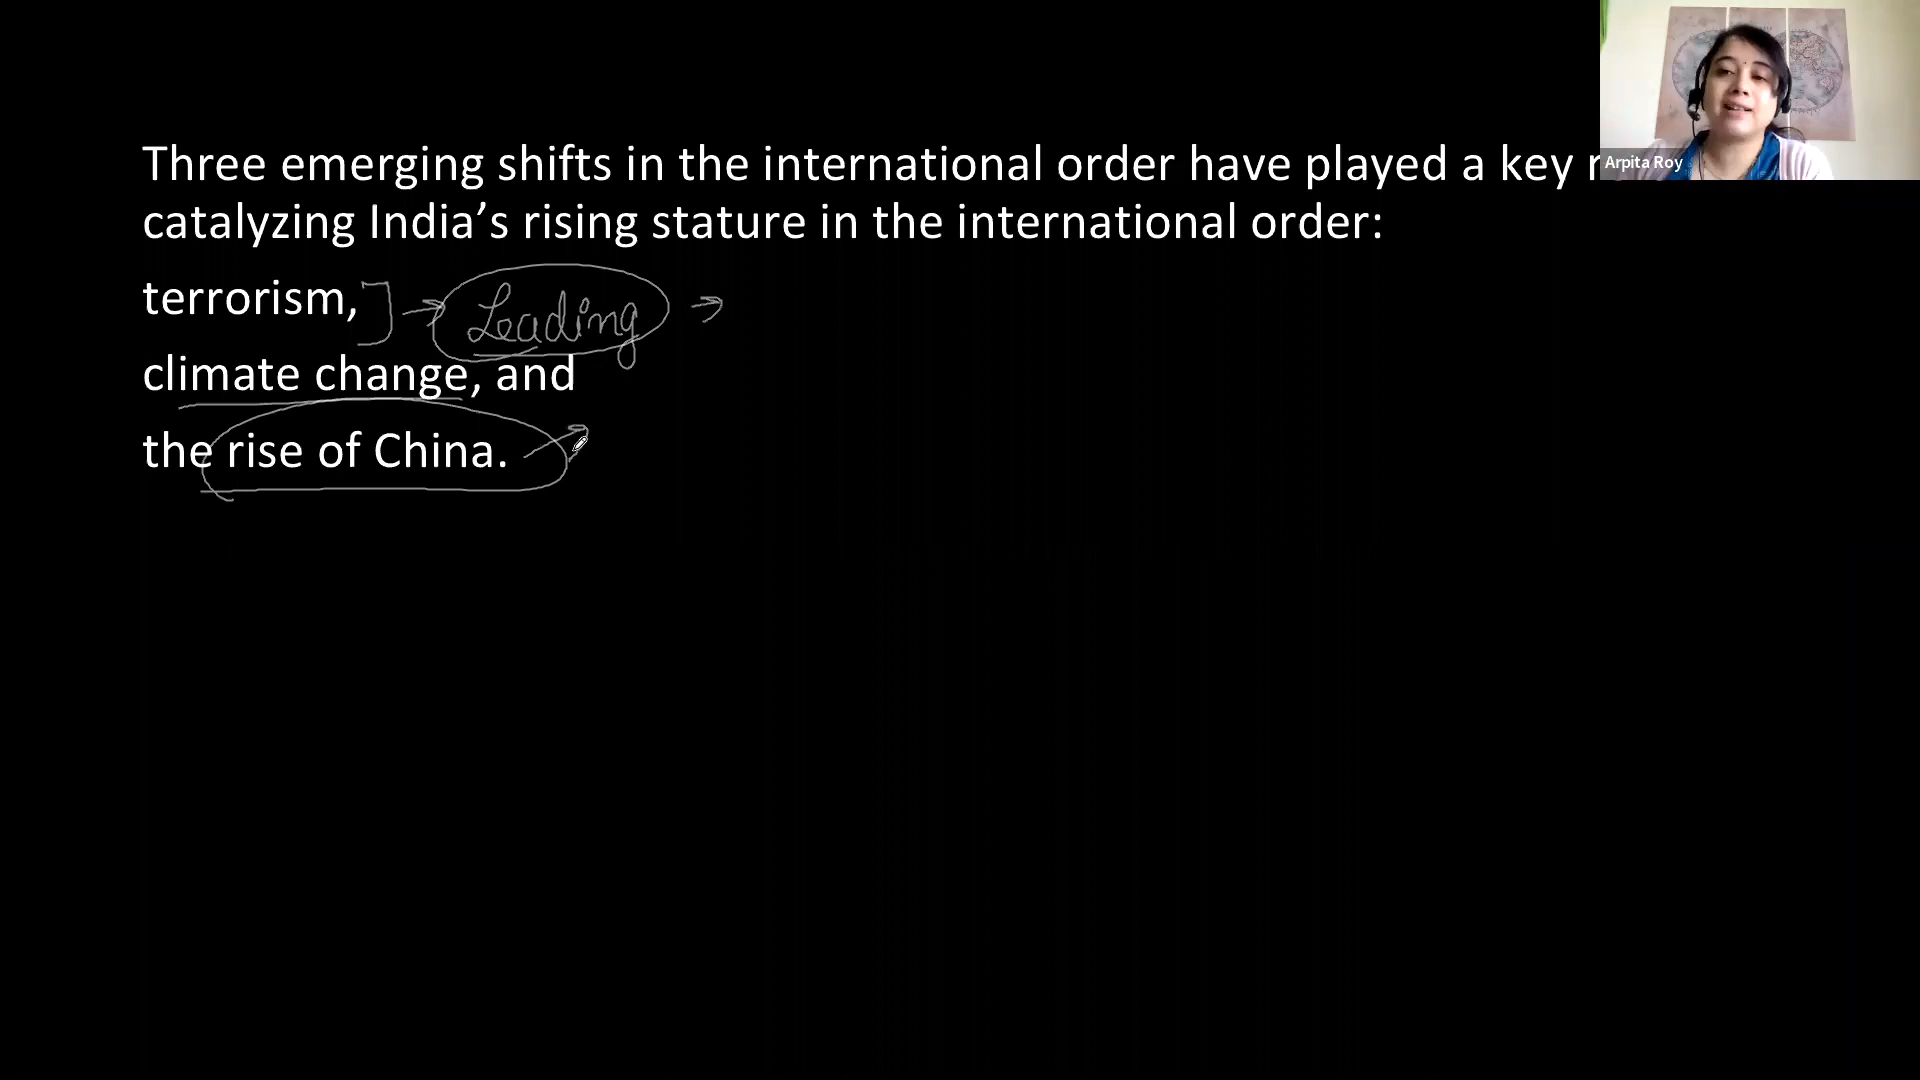 Three emerging shifts in the international order have played a key
Arpita Roy
catalyzing India’s rising stature in the international order:
terrorism,
Leading
climate change, and
the rise of China.